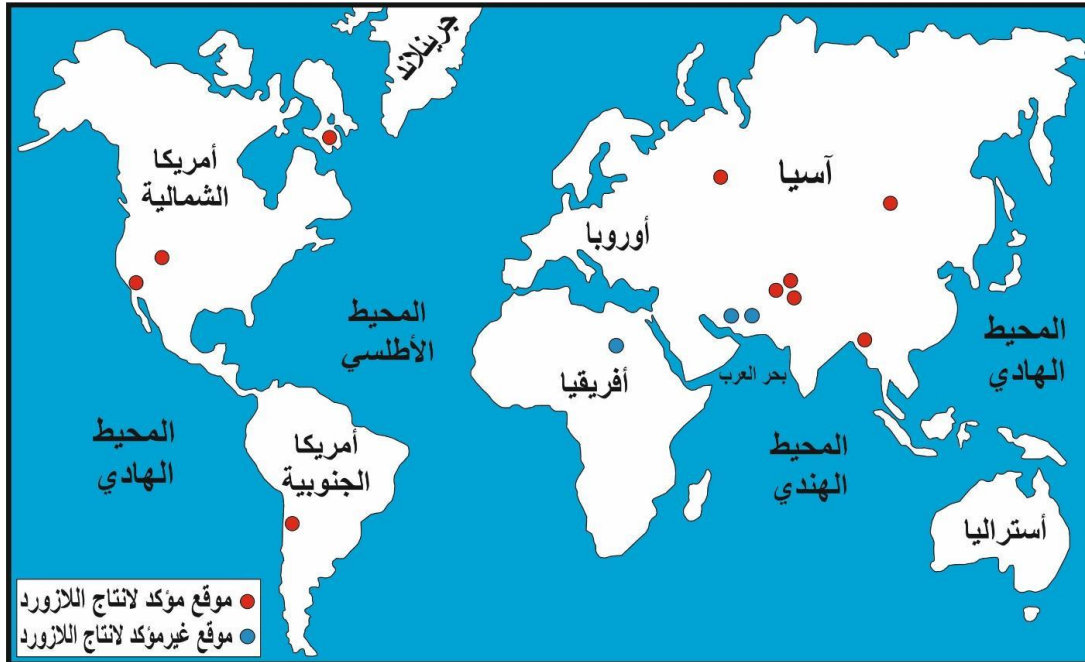 جرينلاند
أمريكا
الشمالية
آسيا
أوروبا
المحيط
الأطلسي
المحيط
الهادي
أفريقيا
بحر العرب
المحيط
الهادي
أمريكا
الجنوبية
المحيط
الهندي
أستراليا
موقع مؤكد لانتاج اللازورد
موقع غيرمؤكد لانتاج اللازورد